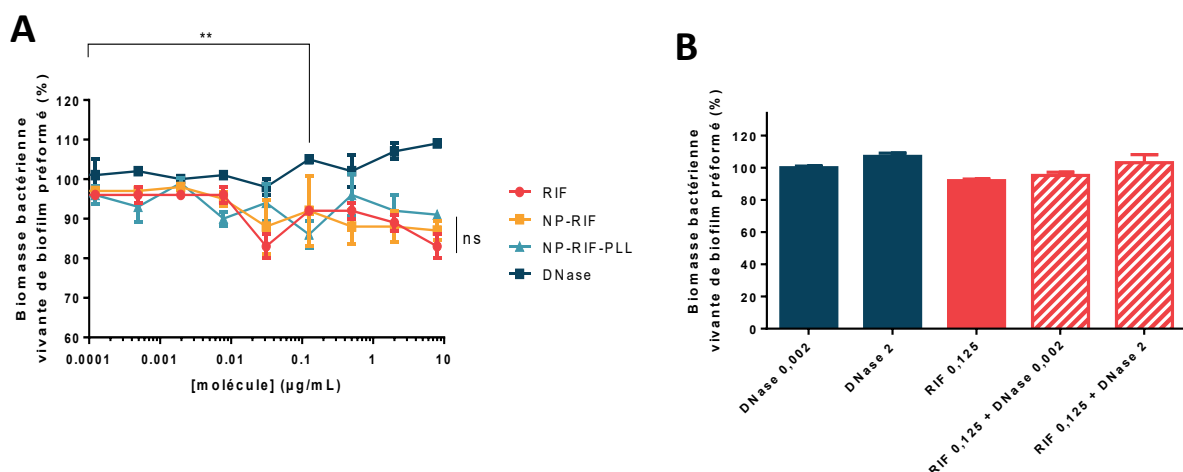 A
**
Biomasse bactérienne
vivante de biofilm préformé (%)
120
110
100
90
80
70
60
0.0001
0.001
0.01
0.1
1
10
[molécule] (µg/mL)
ns
RIF
NP-RIF
NP-RIF-PLL
DNase
B
Biomasse bactérienne
vivante de biofilm préformé (%)
120
100
80
60
40
20
0
DNase 0,002
DNase 2
RIF 0,125
RIF 0,125 + DNase 0,002
RIF 0,125 + DNase 2